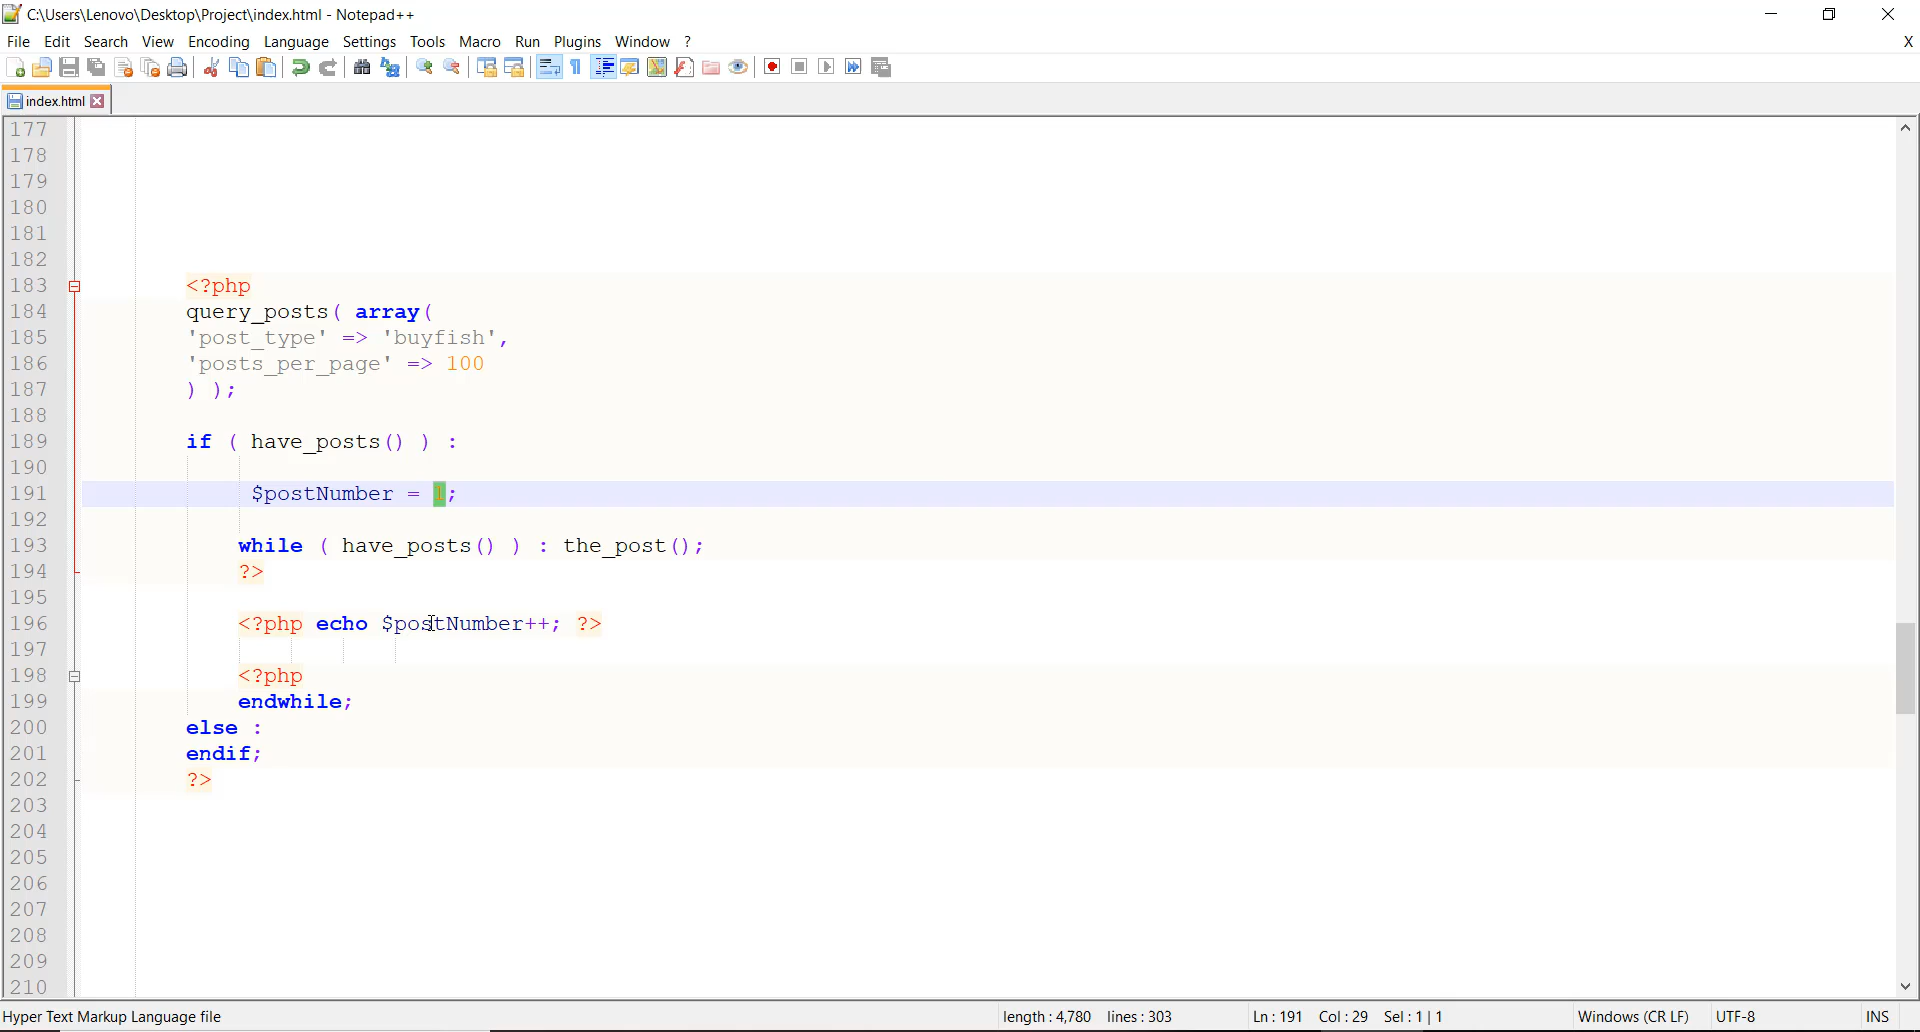 C:\Users\Lenovo\Desktop\Project\index.html - Notepad++
File Edit Search View Encoding Language Settings Tools Macro Run Plugins Window ? X
index.html
177
178
179
180
181
182
183 <?php
184 query_posts( array(
185 'post_type' => 'buyfish',
186 'posts_per_page' => 100
187 ) );
188
189 if ( have_posts() ) :
190
191 $postNumber = 1;
192
193 while ( have_posts() ) : the_post();
194 ?>
195
196 <?php echo $postNumber++; ?>
197
198 <?php
199 endwhile;
200 else :
201 endif;
202 ?>
203
204
205
206
207
208
209
210
Hyper Text Markup Language file length : 4,780 lines : 303 Ln : 191 Col : 29 Sel : 1 | 1 Windows (CR LF) UTF-8 INS